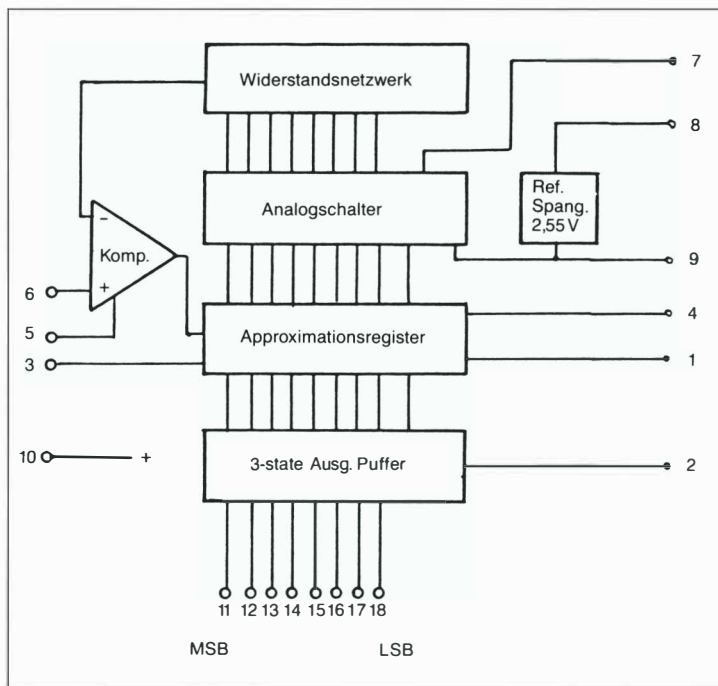 Widerstandsnetzwerk
7
8
Analogschalter
Ref.
Spang.
2,55 V
−
Komp.
+
6
5
3
9
4
Approximationsregister
1
10
+
3-state Ausg. Puffer
2
11 12 13 14 15 16 17 18
MSB LSB